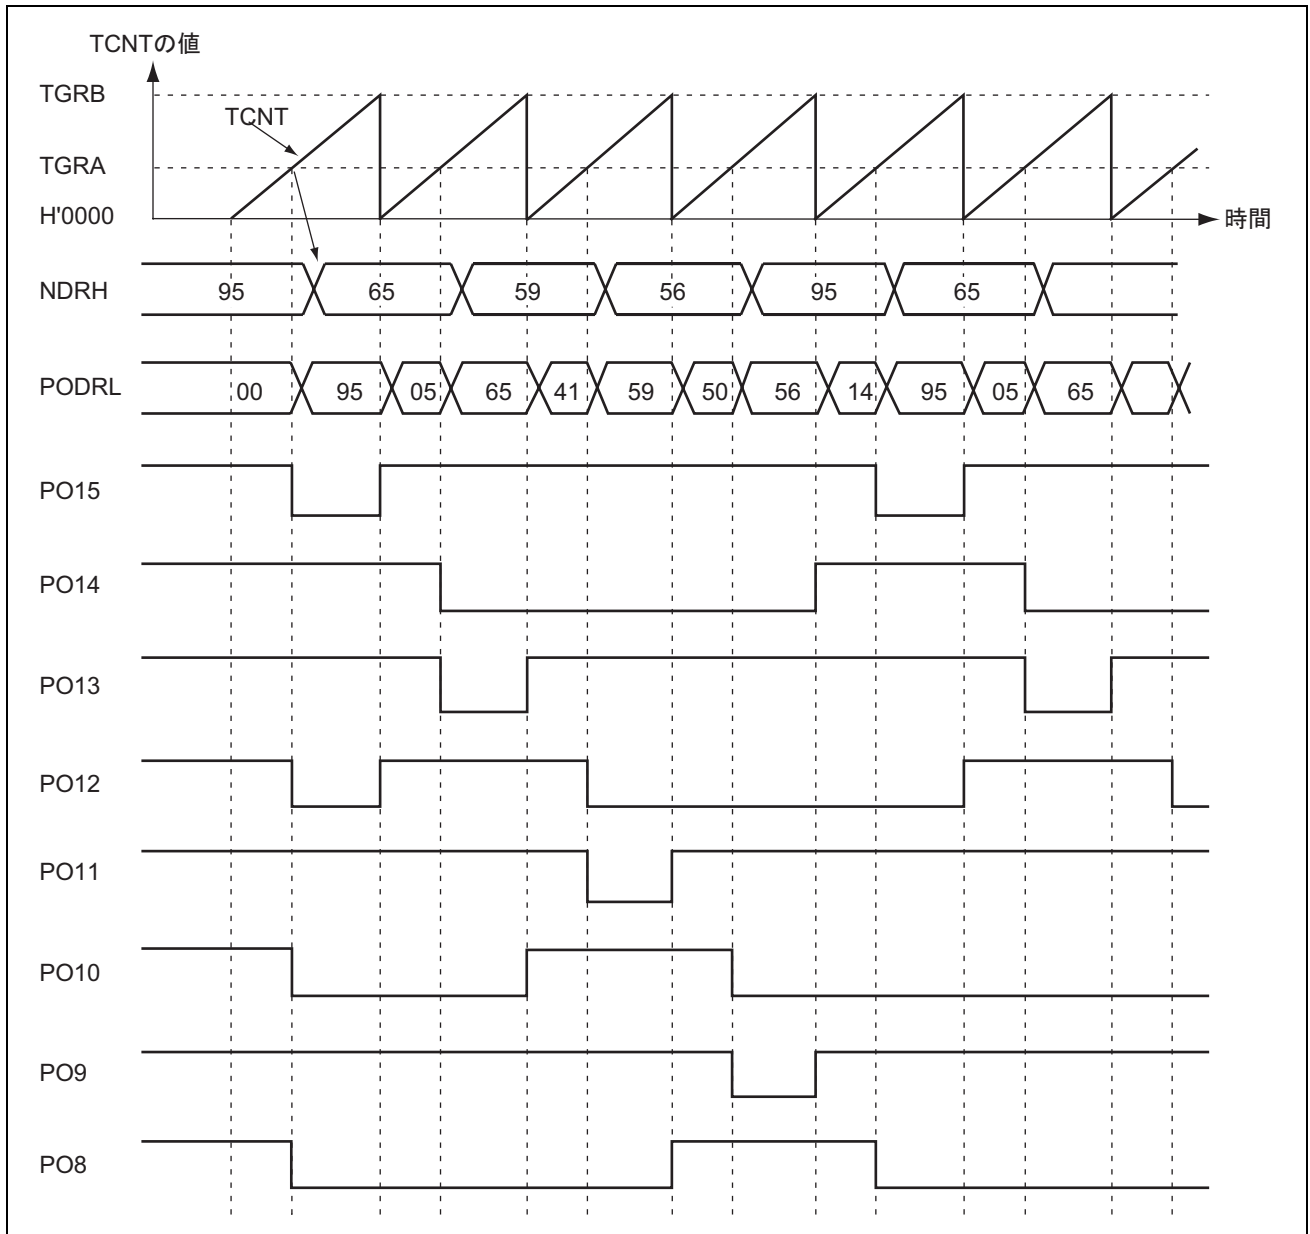 TCNTの値
TGRB
TCNT
TGRA
H'0000
時間
NDRH 95 65 59 56 95 65
PODRL 00 95 05 65 41 59 50 56 14 95 05 65
PO15
PO14
PO13
PO12
PO11
PO10
PO9
PO8